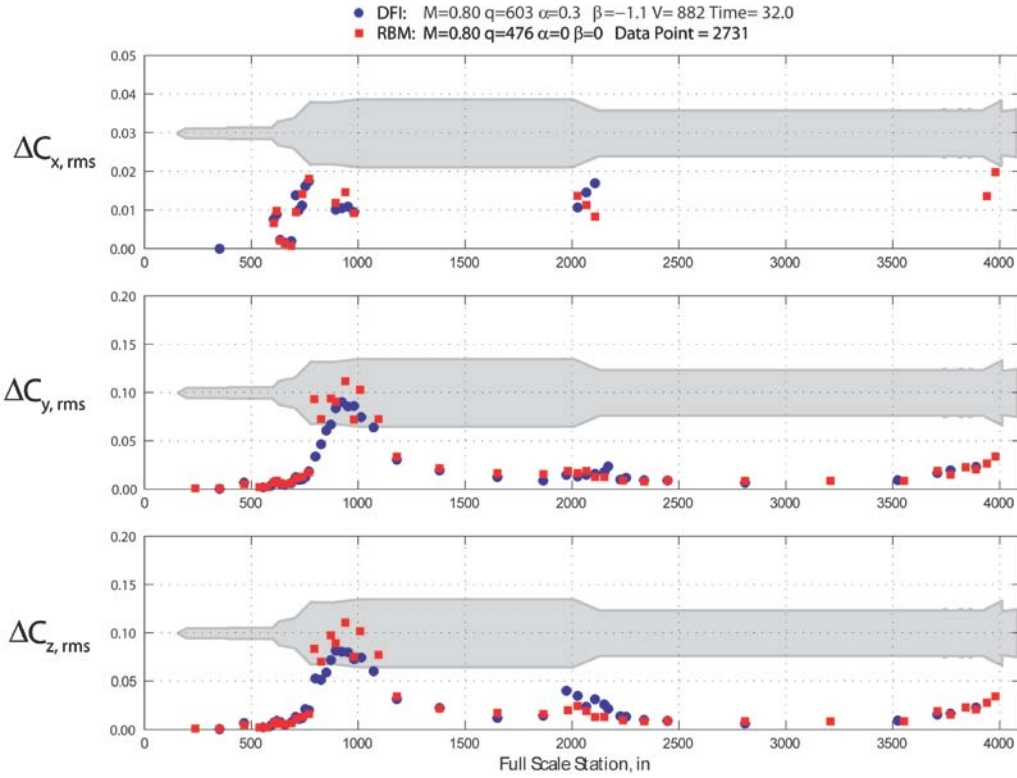 DFI: M=0.80 q=603 α=0.3 β=−1.1 V= 882 Time= 32.0
RBM: M=0.80 q=476 α=0 β=0 Data Point = 2731
0.05
0.04
0.03
ΔCx, rms
0.02
0.01
0.00
0 500 1000 1500 2000 2500 3000 3500 4000
0.20
0.15
ΔCy, rms
0.10
0.05
0.00
0 500 1000 1500 2000 2500 3000 3500 4000
0.20
0.15
ΔCz, rms
0.10
0.05
0.00
0 500 1000 1500 2000 2500 3000 3500 4000
Full Scale Station, in